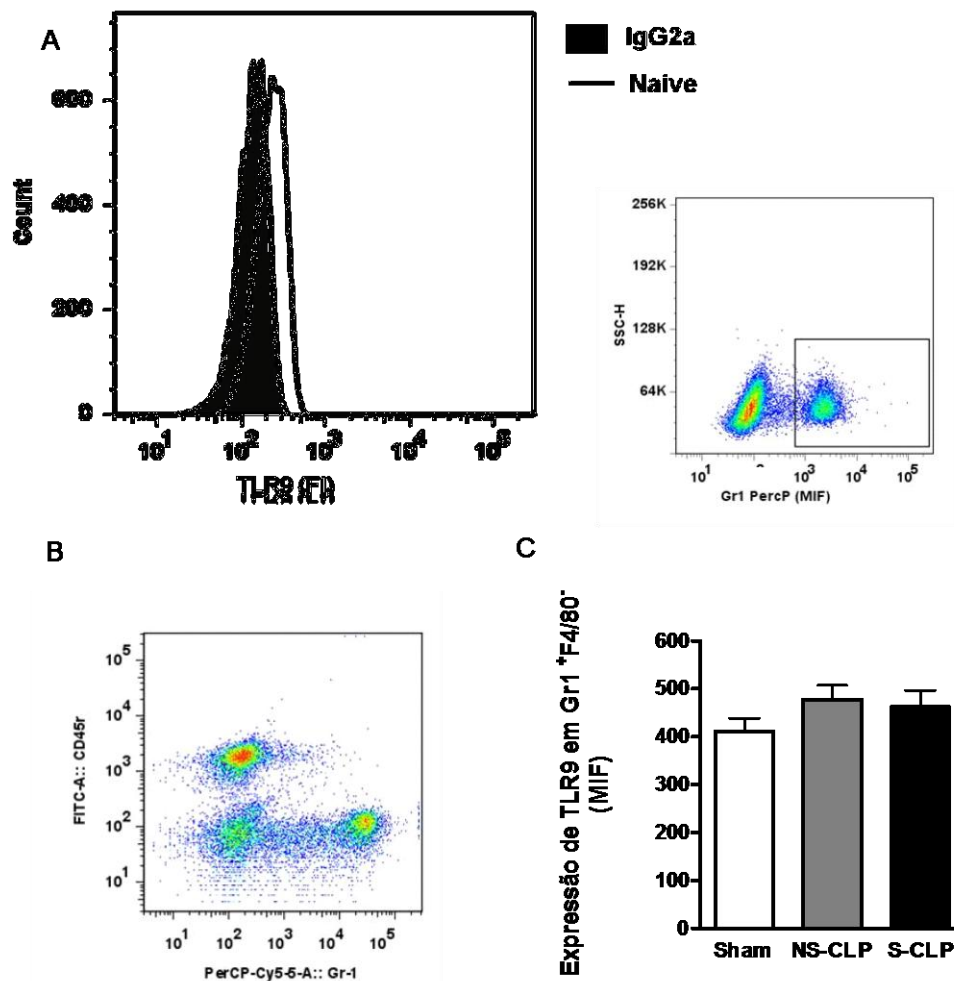 A
IgG2a
Naive
Count
600
400
200
0
10¹ 10² 10³ 10⁴ 10⁵
TLR9 (FI)
SSC-H
256K
192K
128K
64K
10¹ 10³ 10⁴ 10⁵
Gr1 PercP (MIF)
B
FITC-A:: CD45r
10⁵
10⁴
10³
10²
10¹
10¹ 10² 10³ 10⁴ 10⁵
PerCP-Cy5-5-A:: Gr-1
C
Expressão de TLR9 em Gr1 ⁺F4/80⁻
(MIF)
600
500
400
300
200
100
0
Sham NS-CLP S-CLP